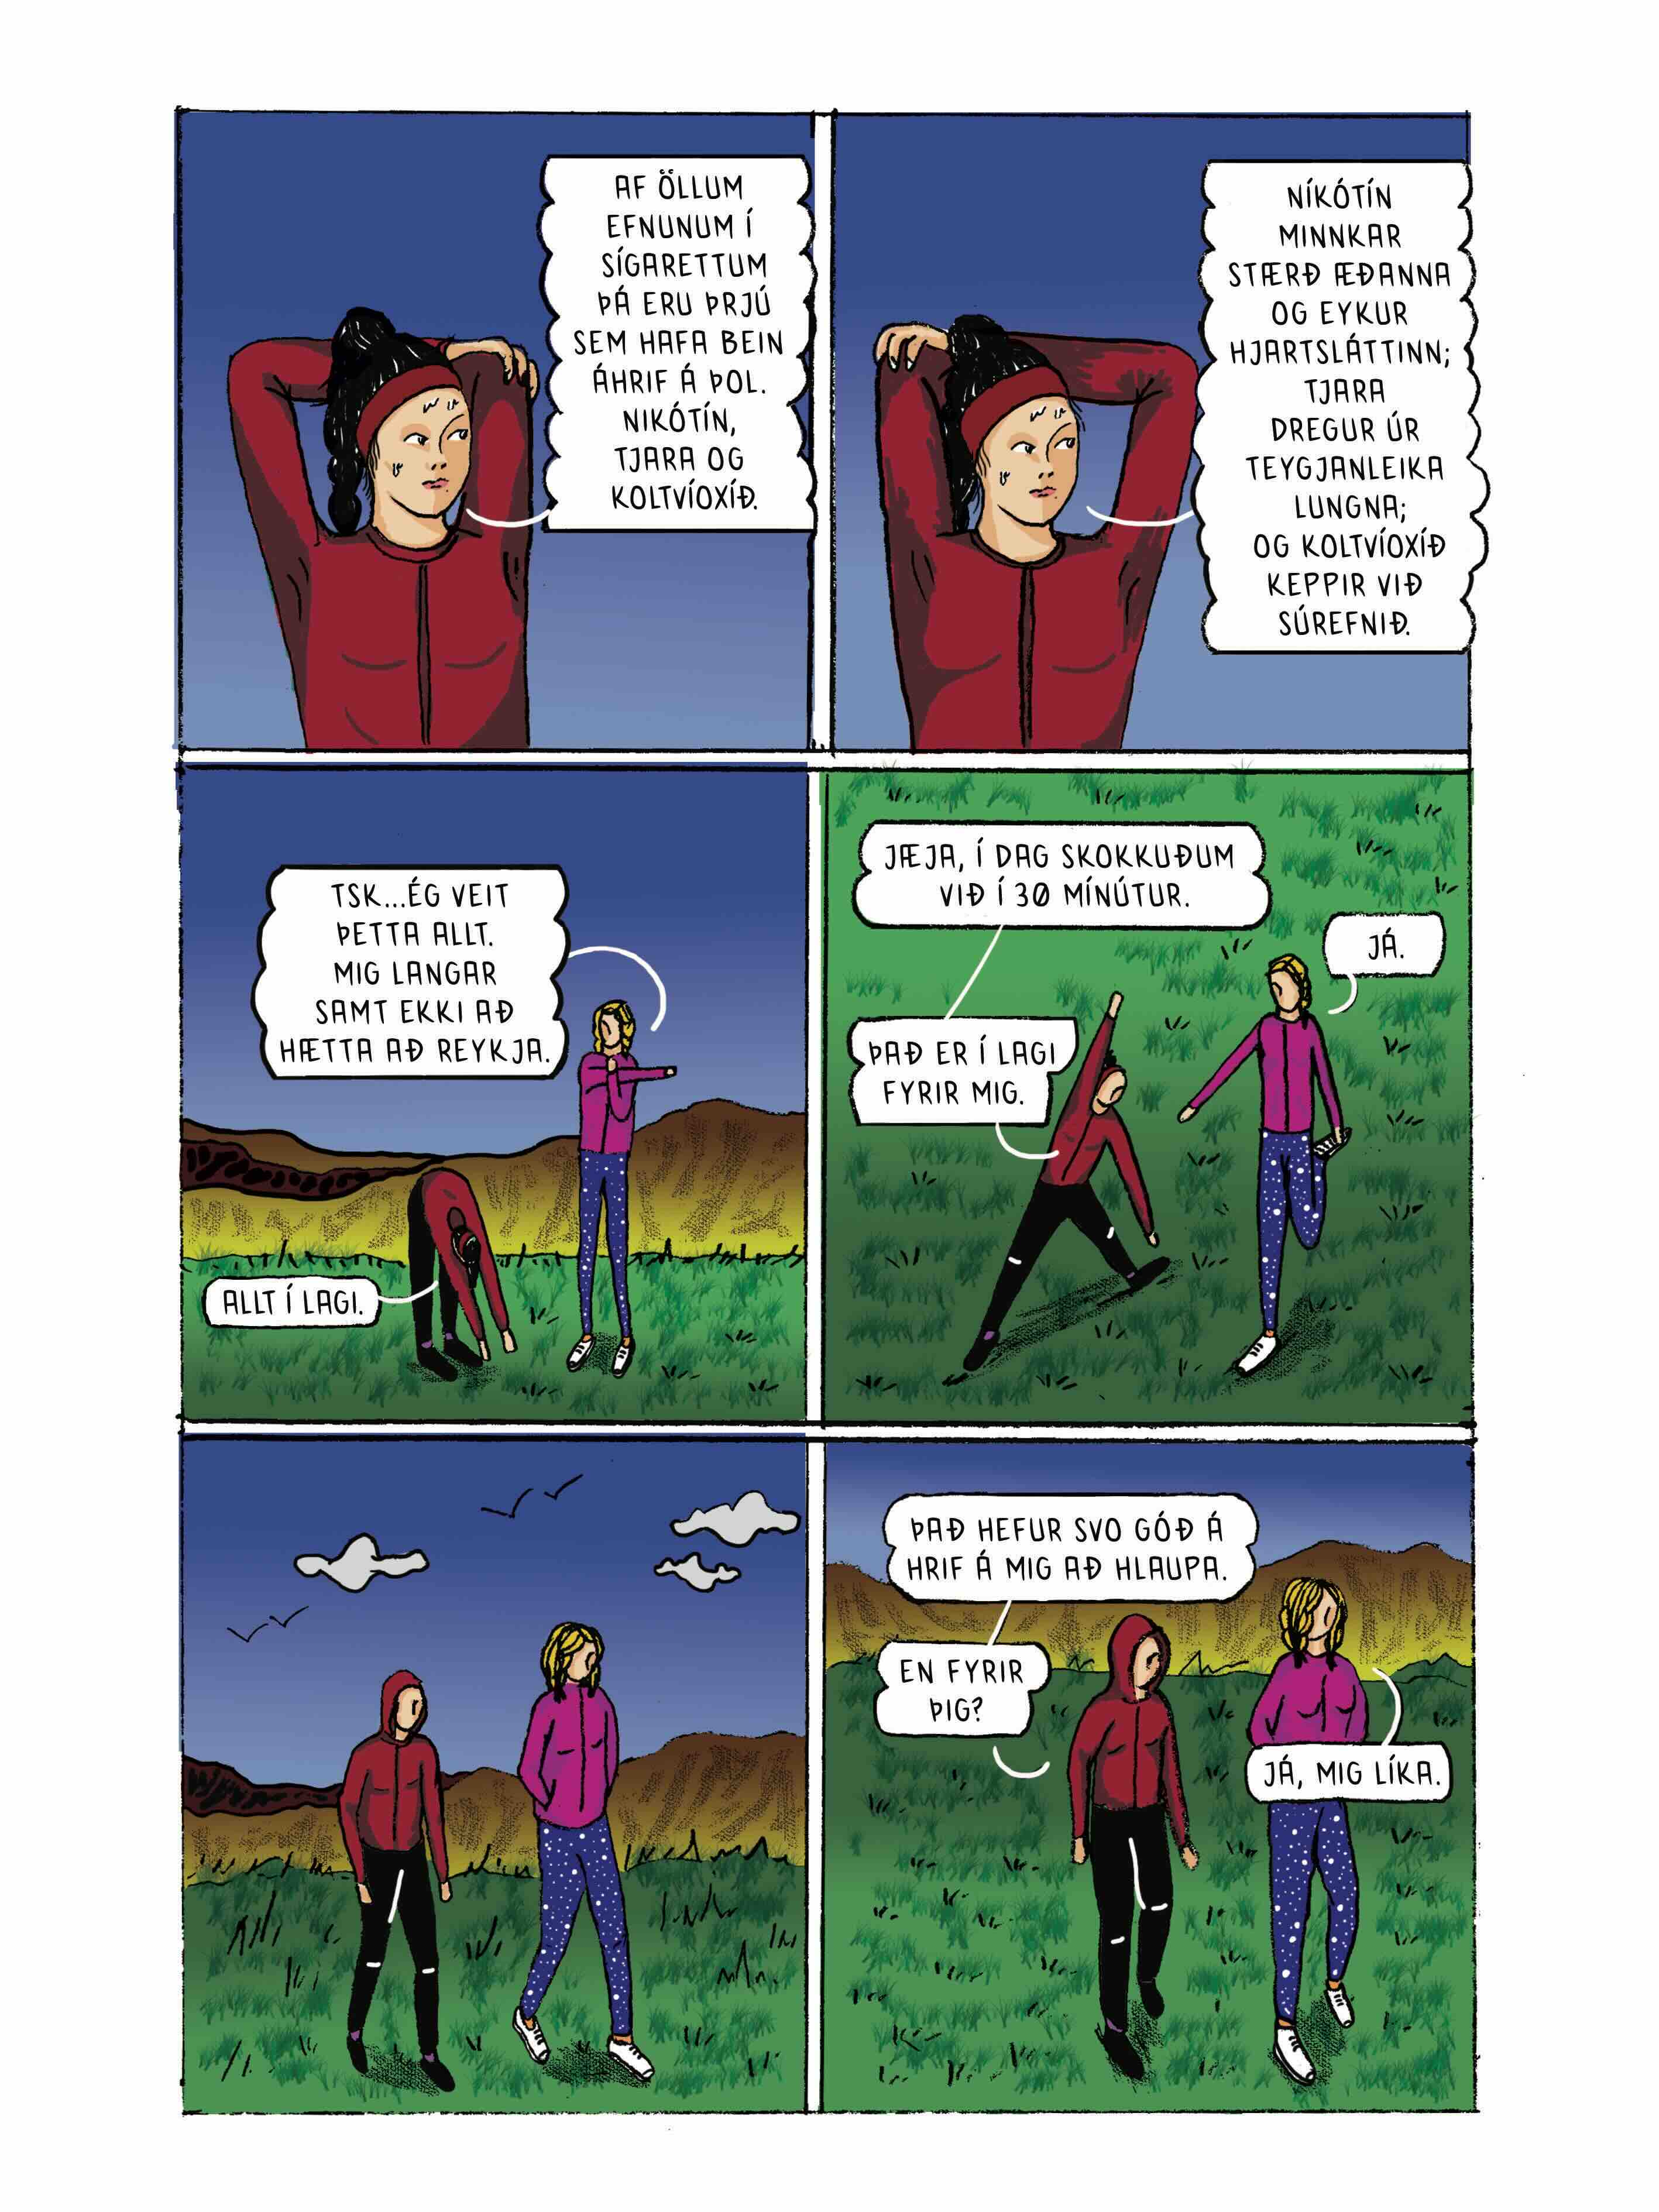 AF ÖLLUM
EFNUNUM Í
SÍGARETTUM
ÞÁ ERU ÞRJÚ
SEM HAFA BEIN
ÁHRIF Á ÞOL.
NIKÓTÍN,
TJARA OG
KOLTVÍOXÍÐ.
NÍKÓTÍN
MINNKAR
STÆRÐ ÆÐANNA
OG EYKUR
HJARTSLÁTTINN;
TJARA
DREGUR ÚR
TEYGJANLEIKA
LUNGNA;
OG KOLTVÍOXÍÐ
KEPPIR VIÐ
SÚREFNIÐ.
TSK...ÉG VEIT
ÞETTA ALLT.
MIG LANGAR
SAMT EKKI AÐ
HÆTTA AÐ REYKJA.
ALLT Í LAGI.
JÆJA, Í DAG SKOKKUÐUM
VIÐ Í 30 MÍNÚTUR.
JÁ.
ÞAÐ ER Í LAGI
FYRIR MIG.
ÞAÐ HEFUR SVO GÓÐ Á
HRIF Á MIG AÐ HLAUPA.
EN FYRIR
ÞIG?
JÁ, MIG LÍKA.